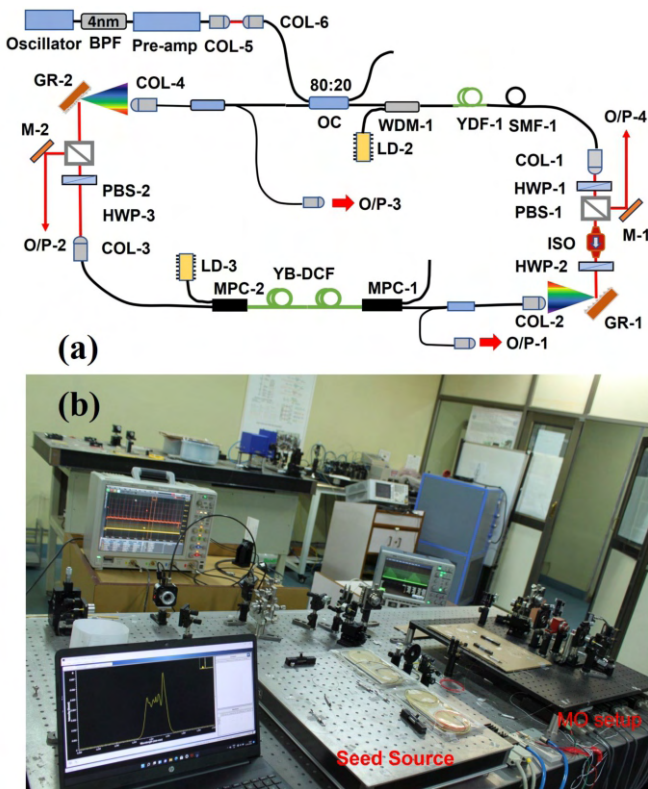 COL-6
4nm
Oscillator BPF Pre-amp COL-5
GR-2 COL-4 80:20
OC WDM-1 YDF-1 SMF-1
O/P-4
M-2 LD-2
COL-1
PBS-2
HWP-3
O/P-3
HWP-1
PBS-1
M-1
ISO
O/P-2 COL-3
LD-3
HWP-2
MPC-2 YB-DCF MPC-1
COL-2
GR-1
O/P-1
(a)
(b)
Seed Source
MO setup
hp